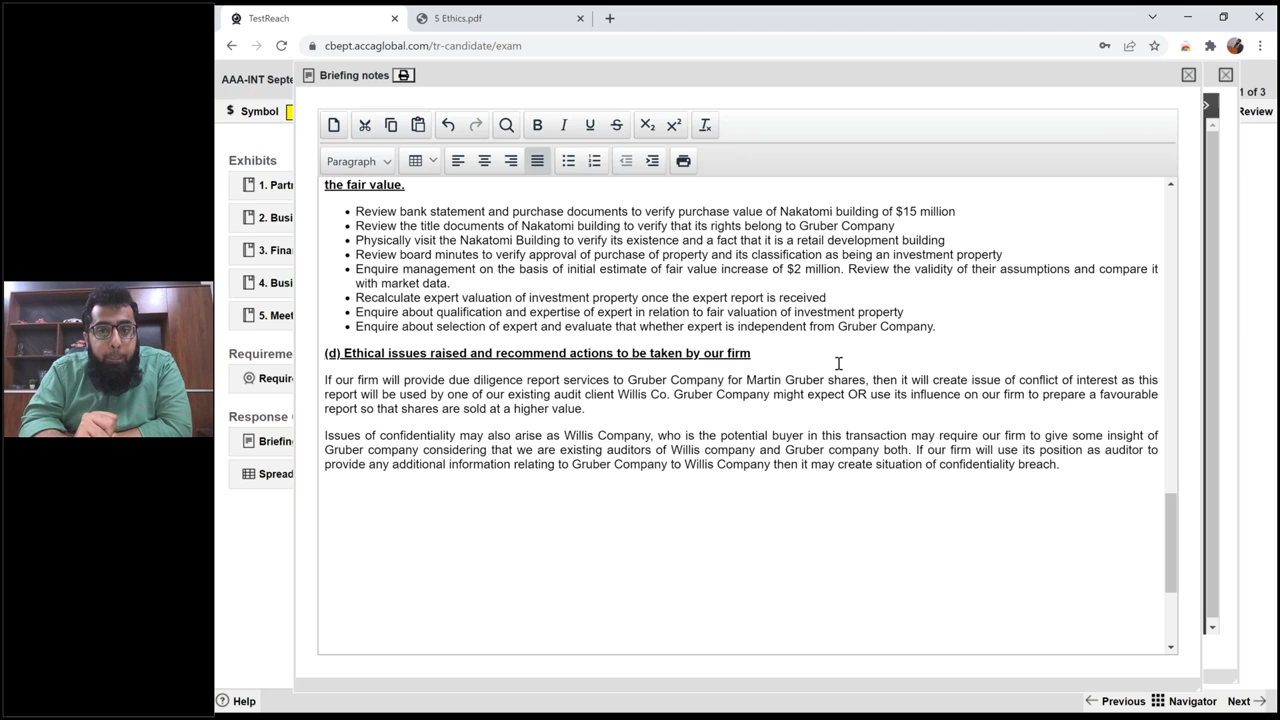 TestReach
5 Ethics.pdf
cbept.accaglobal.com/tr-candidate/exam
AAA-INT Septe
Briefing notes
1 of 3
$ Symbol
Review
Paragraph
Exhibits
1. Partr
2. Busi
3. Finar
4. Busi
5. Meet
Requireme
Require
Response O
Briefin
Spread
the fair value.
• Review bank statement and purchase documents to verify purchase value of Nakatomi building of $15 million
• Review the title documents of Nakatomi building to verify that its rights belong to Gruber Company
• Physically visit the Nakatomi Building to verify its existence and a fact that it is a retail development building
• Review board minutes to verify approval of purchase of property and its classification as being an investment property
• Enquire management on the basis of initial estimate of fair value increase of $2 million. Review the validity of their assumptions and compare it
with market data.
• Recalculate expert valuation of investment property once the expert report is received
• Enquire about qualification and expertise of expert in relation to fair valuation of investment property
• Enquire about selection of expert and evaluate that whether expert is independent from Gruber Company.
(d) Ethical issues raised and recommend actions to be taken by our firm
If our firm will provide due diligence report services to Gruber Company for Martin Gruber shares, then it will create issue of conflict of interest as this
report will be used by one of our existing audit client Willis Co. Gruber Company might expect OR use its influence on our firm to prepare a favourable
report so that shares are sold at a higher value.
Issues of confidentiality may also arise as Willis Company, who is the potential buyer in this transaction may require our firm to give some insight of
Gruber company considering that we are existing auditors of Willis company and Gruber company both. If our firm will use its position as auditor to
provide any additional information relating to Gruber Company to Willis Company then it may create situation of confidentiality breach.
Help
Previous
Navigator
Next